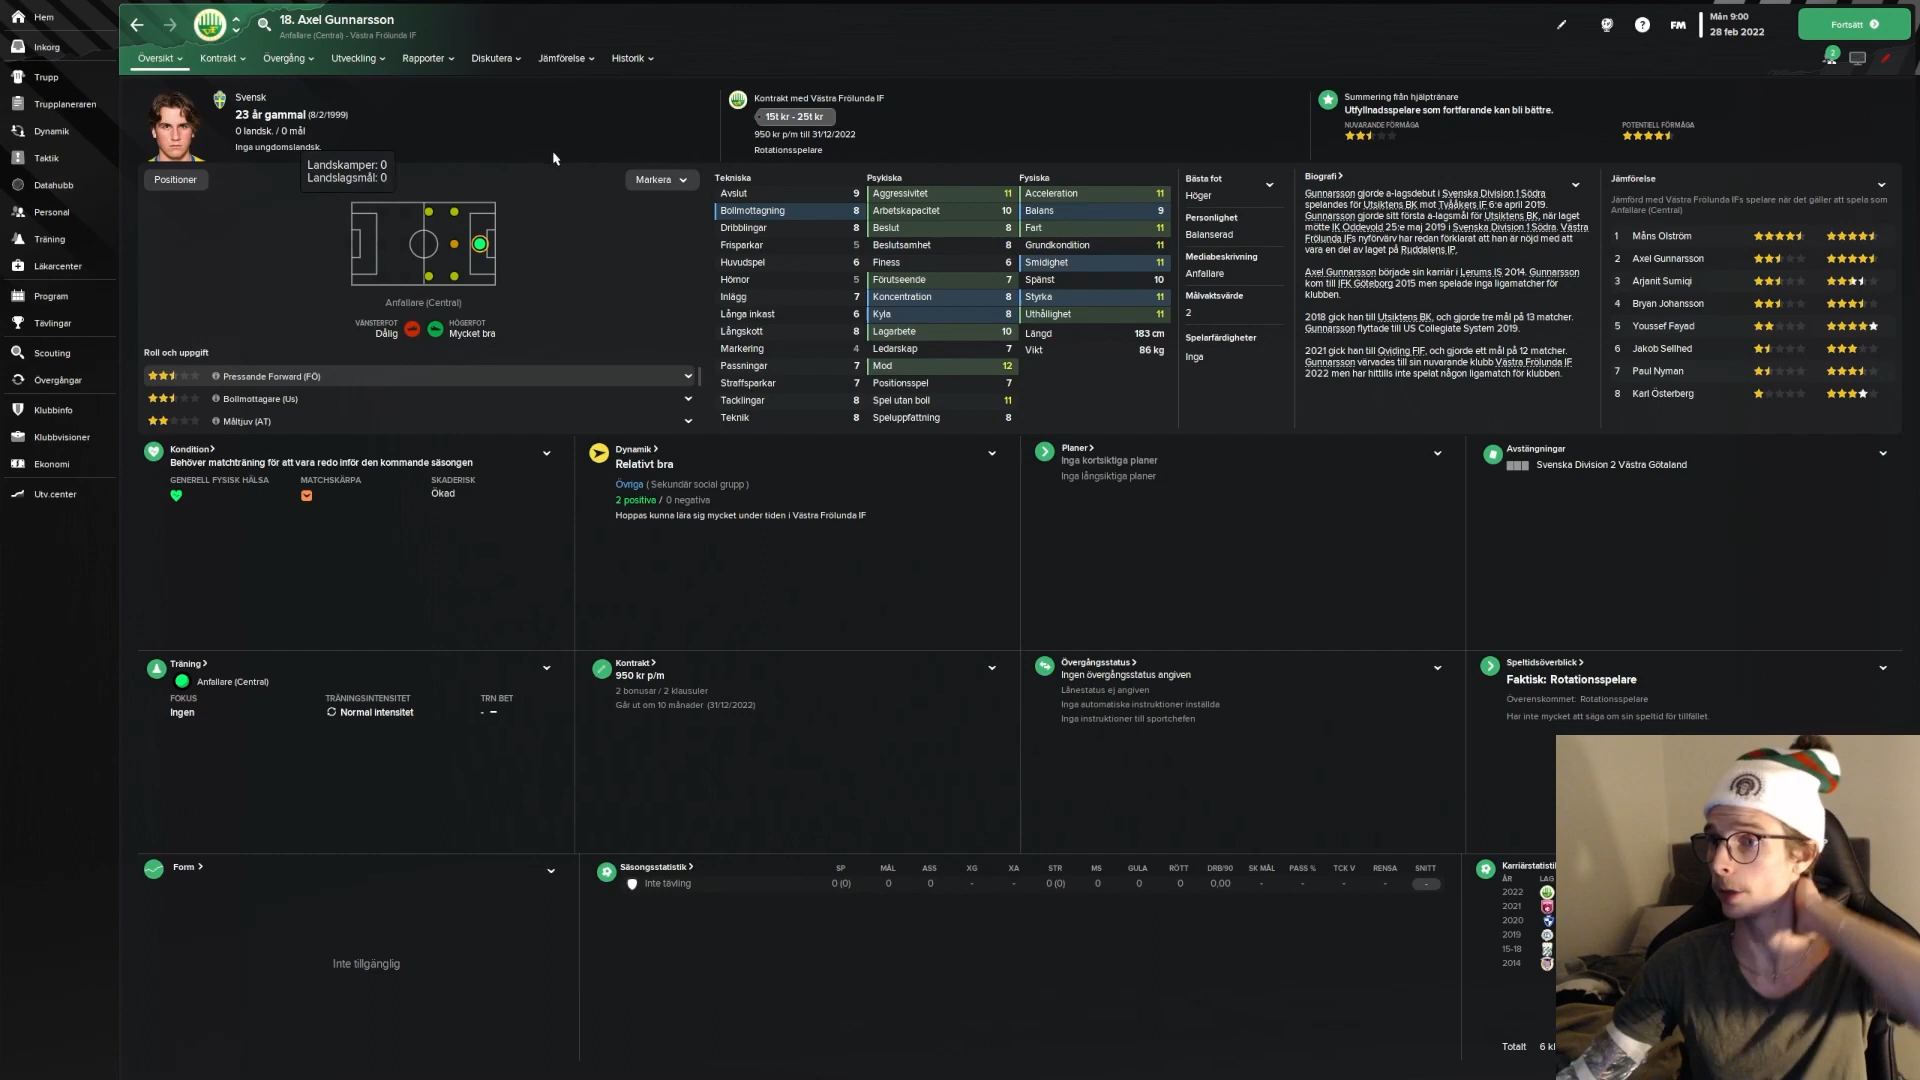 Hem
Inkorg
Trupp
Trupplaneraren
Dynamik
Taktik
Datahubb
Personal
Träning
Läkarcenter
Program
Tävlingar
Scouting
Övergångar
Klubbinfo
Klubbvisioner
Ekonomi
Utv.center
18. Axel Gunnarsson
Anfallare (Central) - Västra Frölunda IF
FM
Mån 9:00
28 feb 2022
Fortsätt
2
Översikt
Kontrakt
Övergång
Utveckling
Rapporter
Diskutera
Jämförelse
Historik
Svensk
23 år gammal (8/2/1999)
0 landsk. / 0 mål
Inga ungdomslandsk.
Landskamper: 0
Landslagsmål: 0
Kontrakt med Västra Frölunda IF
15t kr - 25t kr
950 kr p/m till 31/12/2022
Rotationsspelare
Summering från hjälptränare
Utfyllnadsspelare som fortfarande kan bli bättre.
NUVARANDE FÖRMÅGA
POTENTIELL FÖRMÅGA
Positioner
Markera
Anfallare (Central)
VÄNSTERFOT
Dålig
HÖGERFOT
Mycket bra
Roll och uppgift
Pressande Forward (FÖ)
Bollmottagare (Us)
Måltjuv (AT)
Tekniska
Avslut 9
Bollmottagning 8
Dribblingar 8
Frisparkar 5
Huvudspel 6
Hörnor 5
Inlägg 7
Långa inkast 6
Långskott 8
Markering 4
Passningar 7
Straffsparkar 7
Tacklingar 8
Teknik 8
Psykiska
Aggressivitet 11
Arbetskapacitet 10
Beslut 8
Beslutsamhet 8
Finess 6
Förutseende 7
Koncentration 8
Kyla 8
Lagarbete 10
Ledarskap 7
Mod 12
Positionsspel 7
Spel utan boll 11
Speluppfattning 8
Fysiska
Acceleration 11
Balans 9
Fart 11
Grundkondition 11
Smidighet 11
Spänst 10
Styrka 11
Uthållighet 11
Längd 183 cm
Vikt 86 kg
Bästa fot
Höger
Personlighet
Balanserad
Mediabeskrivning
Anfallare
Målvaktsvärde
2
Spelarfärdigheter
Inga
Biografi
Gunnarsson gjorde a-lagsdebut i Svenska Division 1 Södra
spelandes för Utsiktens BK mot Tvååkers IF 6:e april 2019.
Gunnarsson gjorde sitt första a-lagsmål för Utsiktens BK, när laget
mötte IK Oddevold 25:e maj 2019 i Svenska Division 1 Södra. Västra
Frölunda IFs nyförvärv har redan förklarat att han är nöjd med att
vara en del av laget på Ruddalens IP.
Axel Gunnarsson började sin karriär i Lerums IS 2014. Gunnarsson
kom till IFK Göteborg 2015 men spelade inga ligamatcher för
klubben.
2018 gick han till Utsiktens BK, och gjorde tre mål på 13 matcher.
Gunnarsson flyttade till US Collegiate System 2019.
2021 gick han till Qviding FIF, och gjorde ett mål på 12 matcher.
Gunnarsson värvades till sin nuvarande klubb Västra Frölunda IF
2022 men har hittills inte spelat någon ligamatch för klubben.
Jämförelse
Jämförd med Västra Frölunda IFs spelare när det gäller att spela som
Anfallare (Central)
1 Måns Olström
2 Axel Gunnarsson
3 Arjanit Sumiqi
4 Bryan Johansson
5 Youssef Fayad
6 Jakob Sellhed
7 Paul Nyman
8 Karl Österberg
Kondition
Behöver matchträning för att vara redo inför den kommande säsongen
GENERELL FYSISK HÄLSA
MATCHSKÄRPA
SKADERISK
Ökad
Dynamik
Relativt bra
Övriga ( Sekundär social grupp )
2 positiva / 0 negativa
Hoppas kunna lära sig mycket under tiden i Västra Frölunda IF
Planer
Inga kortsiktiga planer
Inga långsiktiga planer
Avstängningar
Svenska Division 2 Västra Götaland
Träning
Anfallare (Central)
FOKUS
Ingen
TRÄNINGSINTENSITET
Normal intensitet
TRN BET
- –
Kontrakt
950 kr p/m
2 bonusar / 2 klausuler
Går ut om 10 månader (31/12/2022)
Övergångsstatus
Ingen övergångsstatus angiven
Lånestatus ej angiven
Inga automatiska instruktioner inställda
Inga instruktioner till sportchefen
Speltidsöverblick
Faktisk: Rotationsspelare
Överenskommet: Rotationsspelare
Har inte mycket att säga om sin speltid för tillfället.
Form
Inte tillgänglig
Säsongsstatistik
SP MÅL ASS XG XA STR MS GULA RÖTT DRB/90 SK MÅL PASS % TCK V RENSA SNITT
Inte tävling 0 (0) 0 0 - - 0 (0) 0 0 0 0,00 - - - - -
Karriärstatisti
ÅR LAG
2022
2021
2020
2019
15-18
2014
Totalt 6 kl